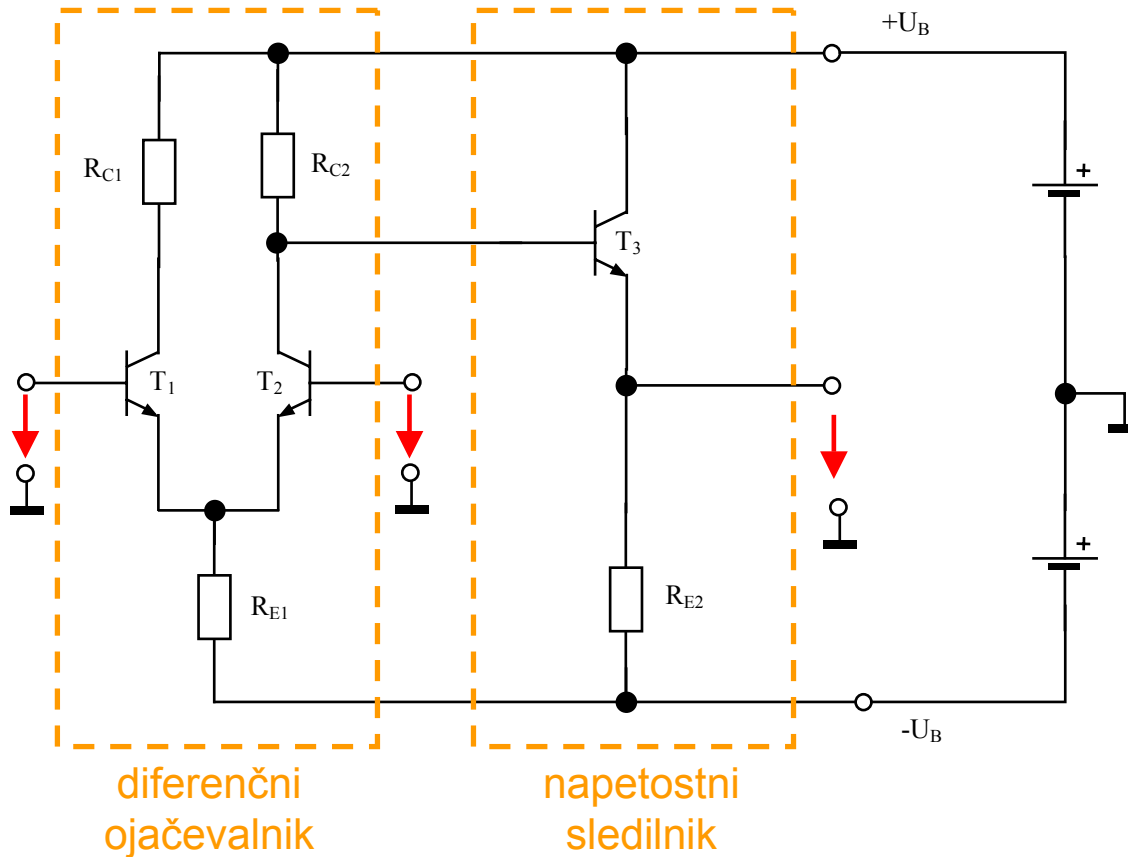 +U_B
R_C1
R_C2
+
T_3
T_1
T_2
+
R_E1
R_E2
-U_B
diferenčni
ojačevalnik
napetostni
sledilnik